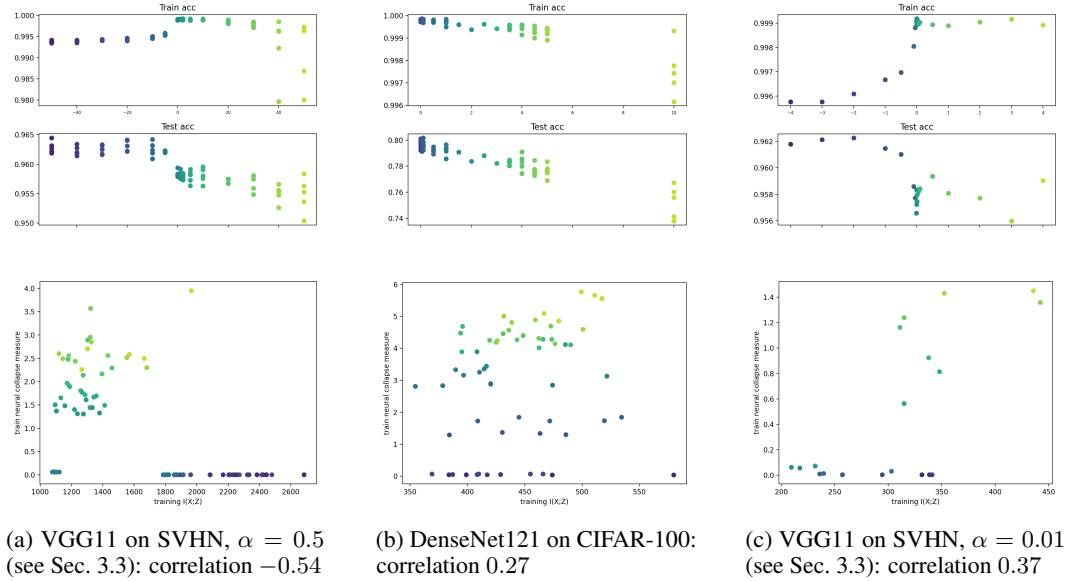 Train acc
1.000
0.995
0.990
0.985
0.980
−40
−20
0
20
40
Test acc
0.965
0.960
0.955
0.950
4.0
3.5
3.0
2.5
2.0
1.5
1.0
0.5
0.0
train neural collapse measure
1000 1200 1400 1600 1800 2000 2200 2400 2600
training I(X;Z)
(a) VGG11 on SVHN, α = 0.5
(see Sec. 3.3): correlation −0.54
Train acc
1.000
0.999
0.998
0.997
0.996
0
2
4
6
8
10
Test acc
0.80
0.78
0.76
0.74
6
5
4
3
2
1
0
train neural collapse measure
350 400 450 500 550
training I(X;Z)
(b) DenseNet121 on CIFAR-100:
correlation 0.27
Train acc
0.999
0.998
0.997
0.996
−4 −3 −2 −1 0 1 2 3 4
Test acc
0.962
0.960
0.958
0.956
1.4
1.2
1.0
0.8
0.6
0.4
0.2
0.0
train neural collapse measure
200 250 300 350 400 450
training I(X;Z)
(c) VGG11 on SVHN, α = 0.01
(see Sec. 3.3): correlation 0.37